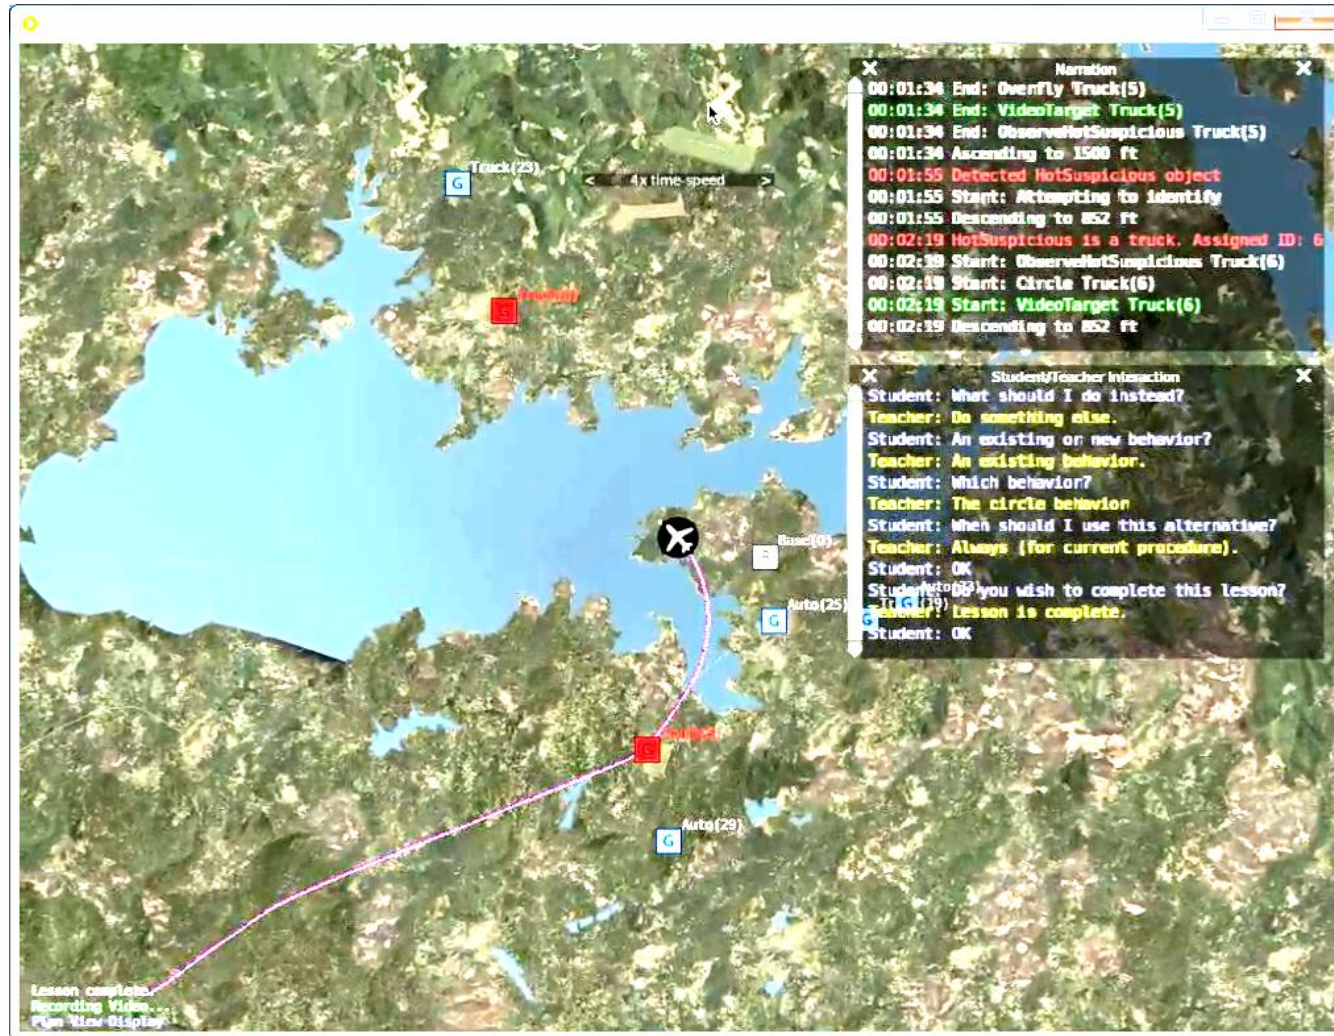 Truck(23)
< 4x time-speed >
Base(0)
Auto(25)
Auto(29)
G
G
G
Narration
00:01:34 End: Overfly Truck(5)
00:01:34 End: VideoTarget Truck(5)
00:01:34 End: ObserveHotSuspicious Truck(5)
00:01:34 Ascending to 1500 ft
00:01:55 Detected HotSuspicious object
00:01:55 Start: Attempting to identify
00:01:55 Descending to 852 ft
00:02:19 HotSuspicious is a truck. Assigned ID: 6
00:02:19 Start: ObserveHotSuspicious Truck(6)
00:02:19 Start: Circle Truck(6)
00:02:19 Start: VideoTarget Truck(6)
00:02:19 Descending to 852 ft
Student/Teacher Interaction
Student: What should I do instead?
Teacher: Do something else.
Student: An existing or new behavior?
Teacher: An existing behavior.
Student: Which behavior?
Teacher: The circle behavior
Student: When should I use this alternative?
Teacher: Always (for current procedure).
Student: OK
Student: Do you wish to complete this lesson?
Teacher: Lesson is complete.
Student: OK
Lesson complete.
Recording Video...
Plan View Display